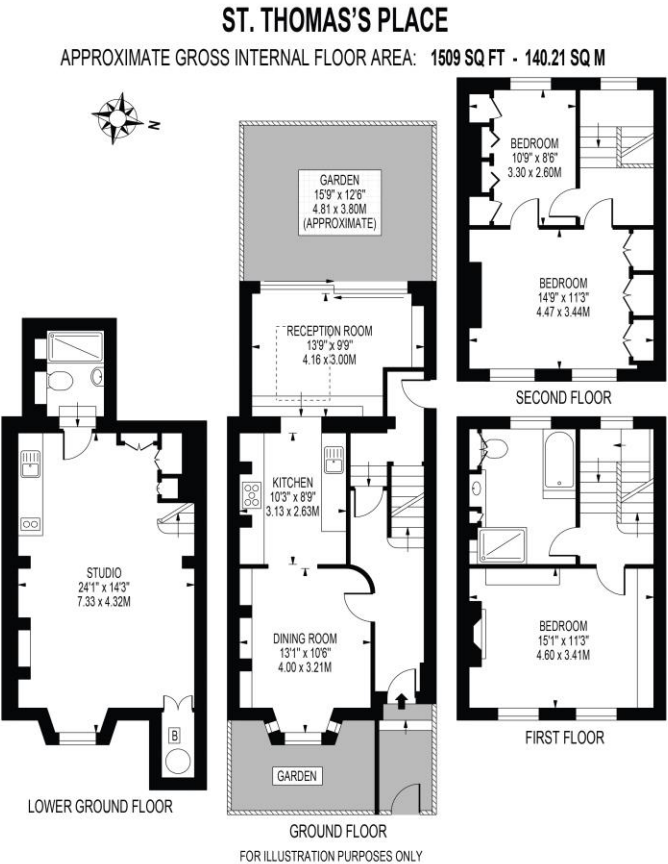 ST. THOMAS'S PLACE
APPROXIMATE GROSS INTERNAL FLOOR AREA: 1509 SQ FT - 140.21 SQ M
N
GARDEN
15'9" x 12'6"
4.81 x 3.80M
(APPROXIMATE)
BEDROOM
10'9" x 8'6"
3.30 x 2.60M
BEDROOM
14'9" x 11'3"
4.47 x 3.44M
SECOND FLOOR
RECEPTION ROOM
13'9" x 9'9"
4.16 x 3.00M
KITCHEN
10'3" x 8'9"
3.13 x 2.63M
STUDIO
24'1" x 14'3"
7.33 x 4.32M
DINING ROOM
13'1" x 10'6"
4.00 x 3.21M
BEDROOM
15'1" x 11'3"
4.60 x 3.41M
FIRST FLOOR
B
GARDEN
LOWER GROUND FLOOR
GROUND FLOOR
FOR ILLUSTRATION PURPOSES ONLY